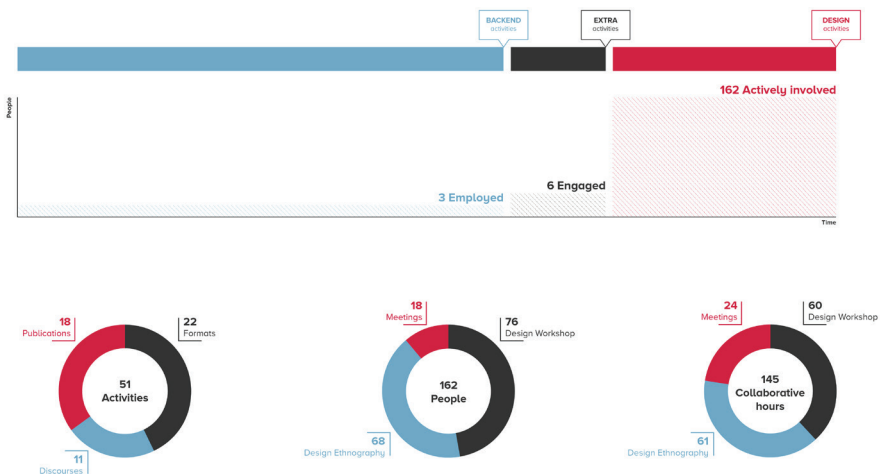 BACKEND
activities
EXTRA
activities
DESIGN
activities
162 Actively involved
People
6 Engaged
3 Employed
Time
18
Publications
22
Formats
51
Activities
11
Discourses
18
Meetings
76
Design Workshop
162
People
68
Design Ethnography
24
Meetings
60
Design Workshop
145
Collaborative
hours
61
Design Ethnography